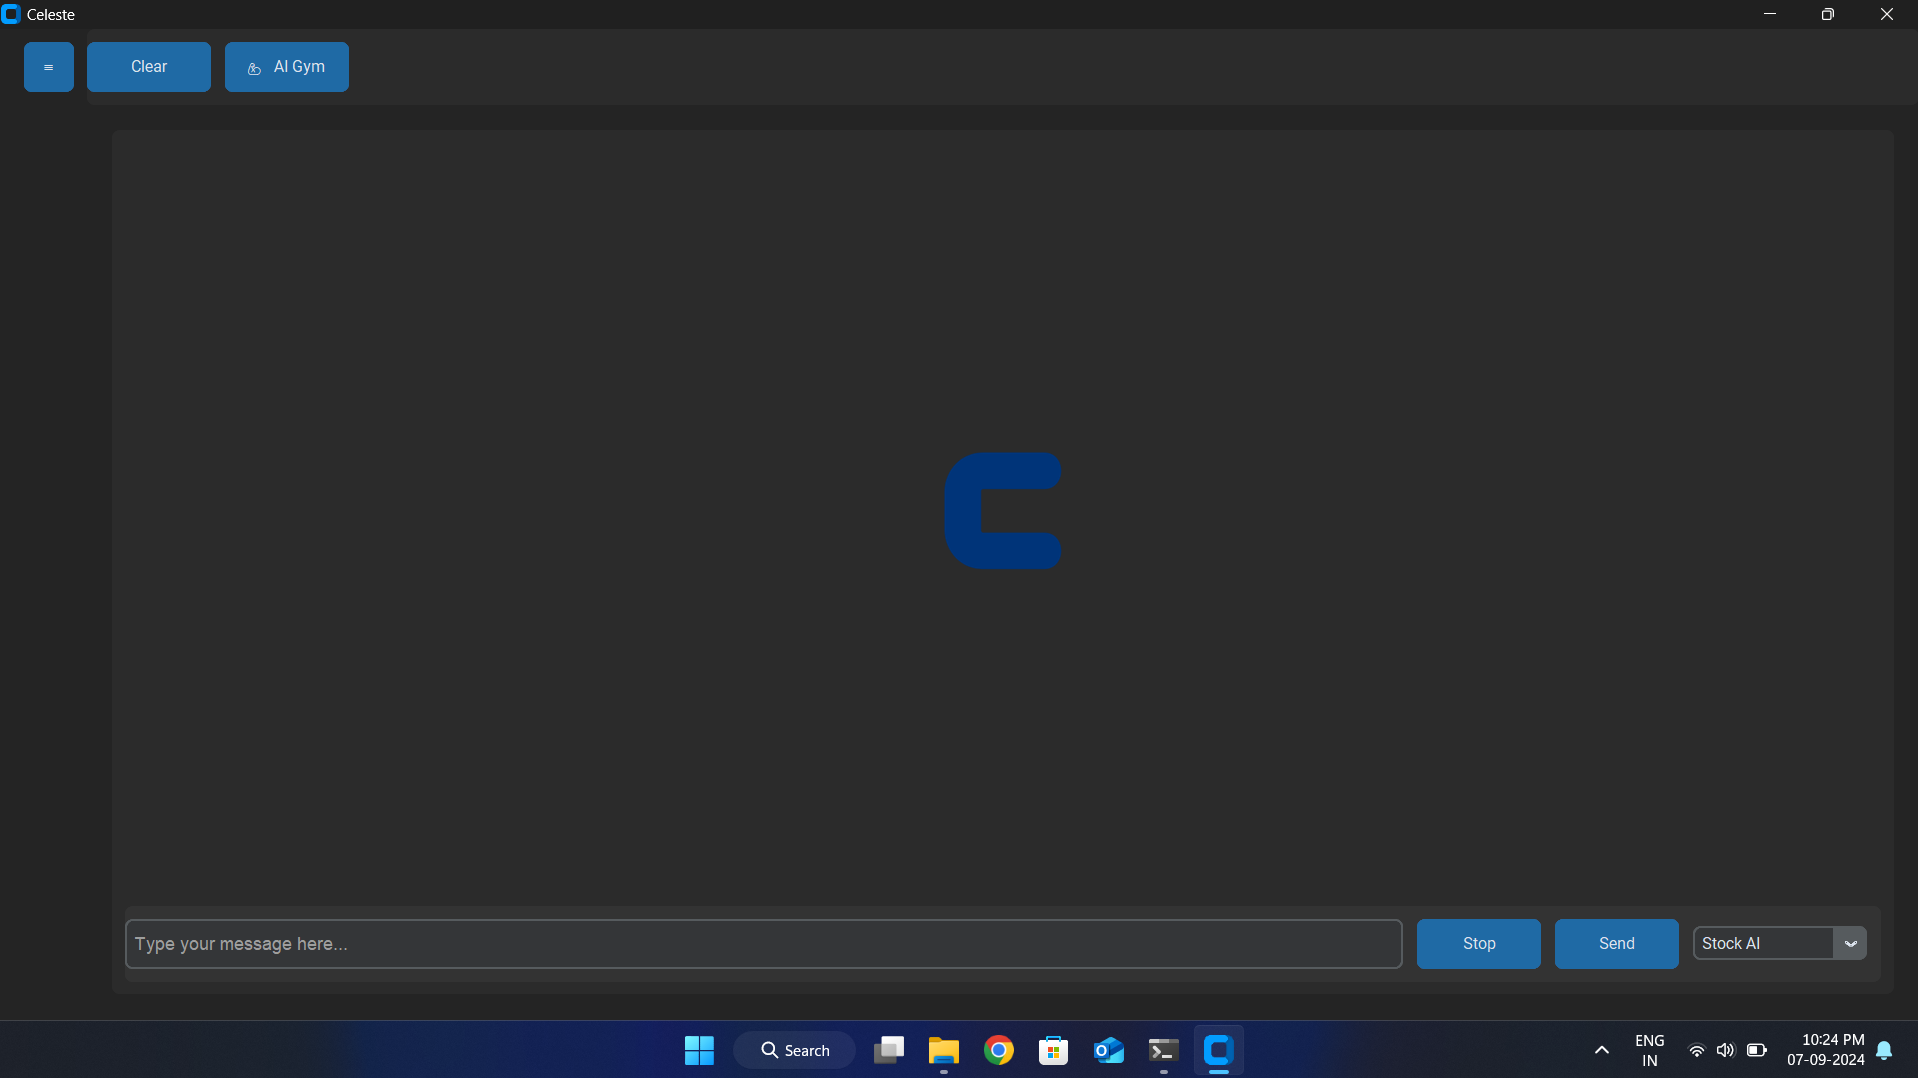 Celeste
Clear
AI Gym
Type your message here...
Stop
Send
Stock AI
Search
ENG
IN
10:24 PM
07-09-2024